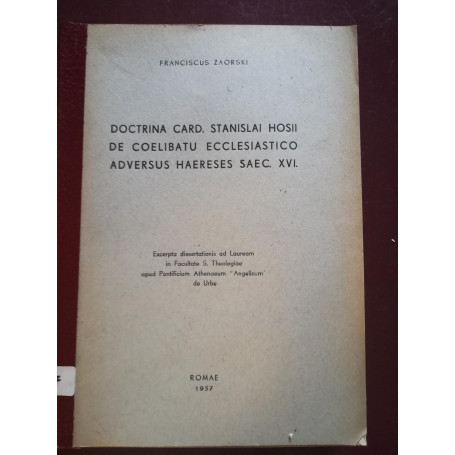 FRANCISCUS ZAORSKI
DOCTRINA CARD. STANISLAI HOSII
DE COELIBATU ECCLESIASTICO
ADVERSUS HAERESES SAEC. XVI.
Excerpta dissertationis ad Lauream
in Facultate S. Theologiae
apud Pontificium Athenaeum "Angelicum"
de Urbe
ROMAE
1957